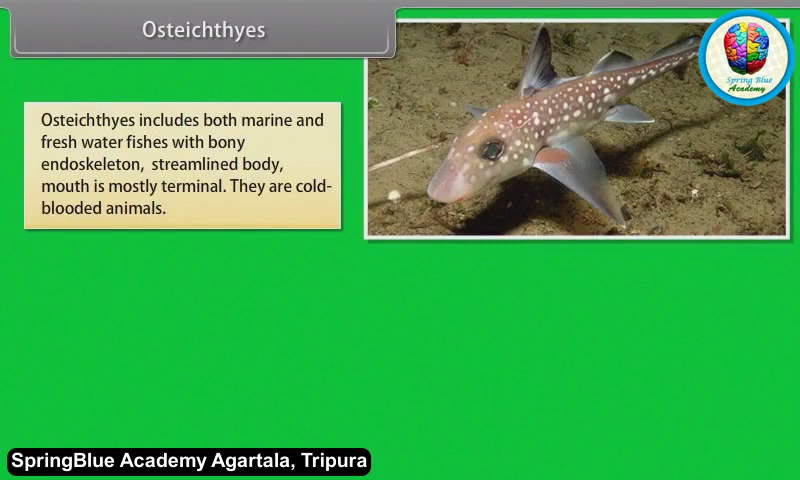 Osteichthyes
Osteichthyes includes both marine and
fresh water fishes with bony
endoskeleton, streamlined body,
mouth is mostly terminal. They are cold-
blooded animals.
Spring Blue
Academy
SpringBlue Academy Agartala, Tripura